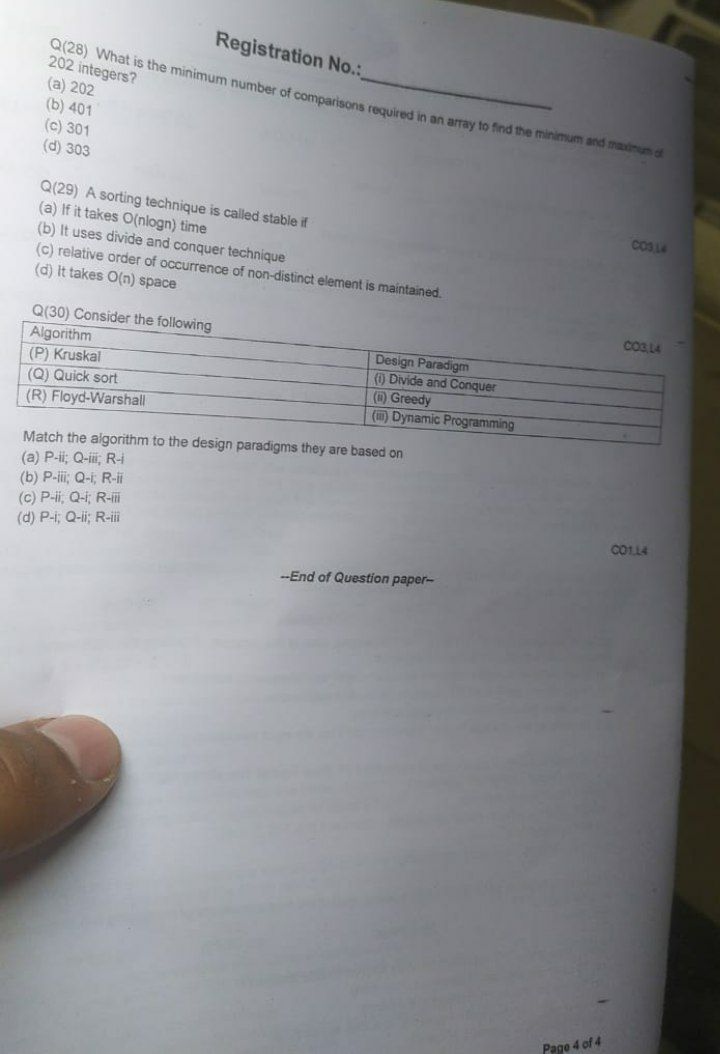 Registration No.:
Q(28) What is the minimum number of comparisons required in an array to find the minimum and maximum of
202 integers?
(a) 202
(b) 401
(c) 301
(d) 303
CO3,L4
Q(29) A sorting technique is called stable if
(a) If it takes O(nlogn) time
(b) It uses divide and conquer technique
(c) relative order of occurrence of non-distinct element is maintained.
(d) It takes O(n) space
CO3,L4
Q(30) Consider the following
Algorithm Design Paradigm
(P) Kruskal (i) Divide and Conquer
(Q) Quick sort (ii) Greedy
(R) Floyd-Warshall (iii) Dynamic Programming
Match the algorithm to the design paradigms they are based on
(a) P-ii; Q-iii; R-i
(b) P-iii; Q-i; R-ii
(c) P-ii; Q-i; R-iii
(d) P-i; Q-ii; R-iii
CO1,L4
--End of Question paper--
Page 4 of 4